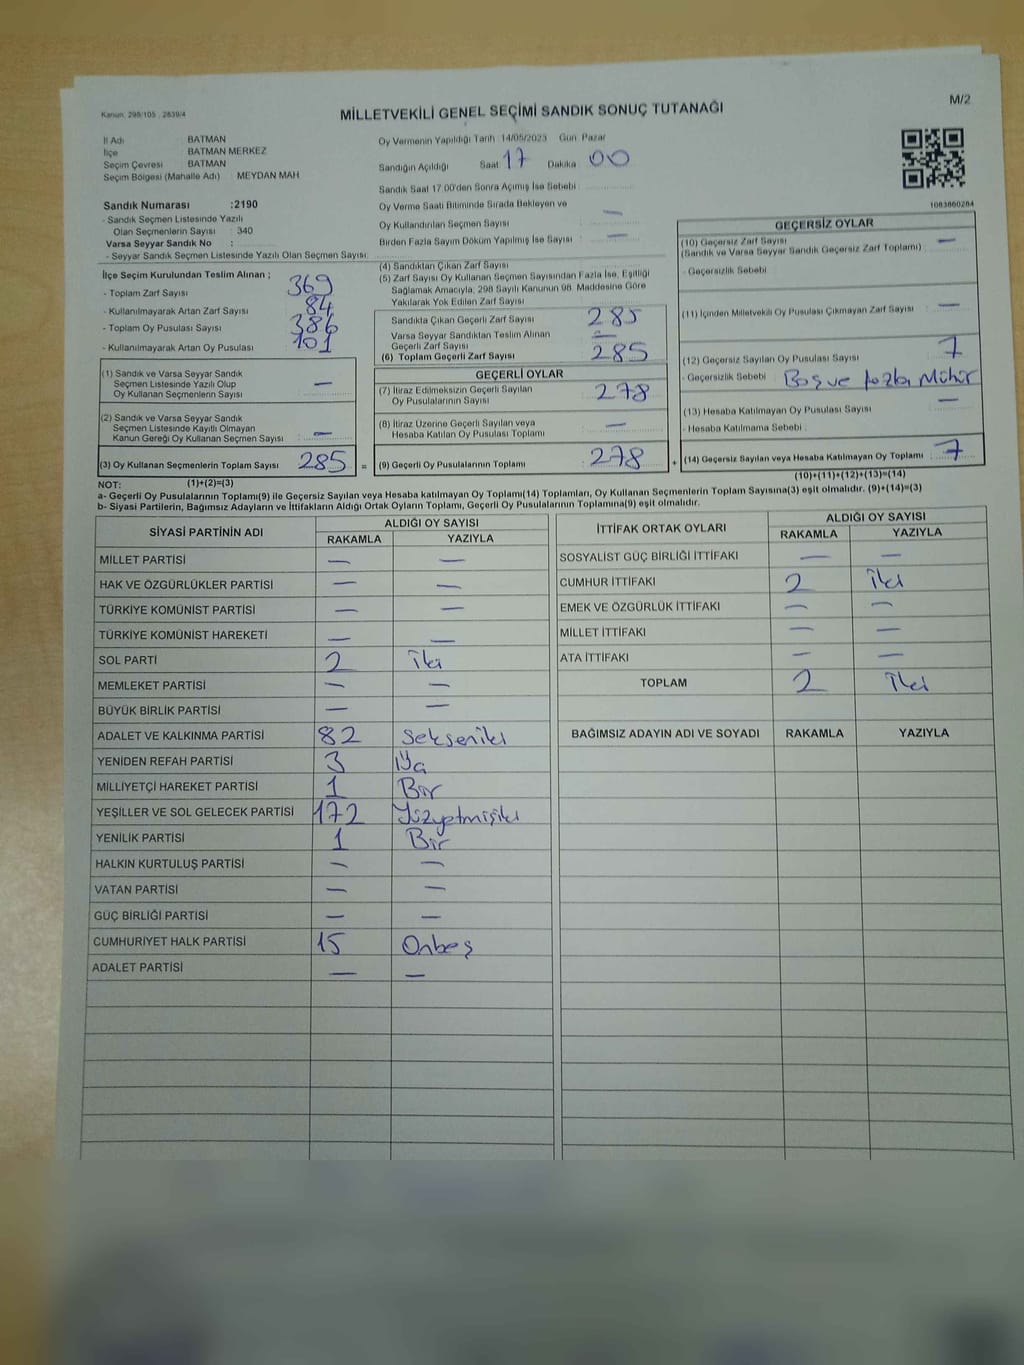 M/2
Kanun: 298/105 , 2839/4
MİLLETVEKİLİ GENEL SEÇİMİ SANDIK SONUÇ TUTANAĞI
İl Adı BATMAN
İlçe BATMAN MERKEZ
Seçim Çevresi BATMAN
Seçim Bölgesi (Mahalle Adı) MEYDAN MAH
Sandık Numarası :2190
- Sandık Seçmen Listesinde Yazılı
Olan Seçmenlerin Sayısı : 340
Varsa Seyyar Sandık No :
- Seyyar Sandık Seçmen Listesinde Yazılı Olan Seçmen Sayısı:
Oy Vermenin Yapıldığı Tarih 14/05/2023 Gün Pazar
Sandığın Açıldığı Saat 17 Dakika 00
Sandık Saat 17:00'den Sonra Açılmış İse Sebebi
Oy Verme Saati Bitiminde Sırada Bekleyen ve
Oy Kullandırılan Seçmen Sayısı —
Birden Fazla Sayım Döküm Yapılmış İse Sayısı —
1083860264
İlçe Seçim Kurulundan Teslim Alınan ;
- Toplam Zarf Sayısı 369
- Kullanılmayarak Artan Zarf Sayısı 84
- Toplam Oy Pusulası Sayısı 386
- Kullanılmayarak Artan Oy Pusulası 101
(1) Sandık ve Varsa Seyyar Sandık
Seçmen Listesinde Yazılı Olup
Oy Kullanan Seçmenlerin Sayısı —
(2) Sandık ve Varsa Seyyar Sandık
Seçmen Listesinde Kayıtlı Olmayan
Kanun Gereği Oy Kullanan Seçmen Sayısı : —
(3) Oy Kullanan Seçmenlerin Toplam Sayısı 285 =
(4) Sandıktan Çıkan Zarf Sayısı
(5) Zarf Sayısı Oy Kullanan Seçmen Sayısından Fazla İse, Eşitliği
Sağlamak Amacıyla, 298 Sayılı Kanunun 98. Maddesine Göre
Yakılarak Yok Edilen Zarf Sayısı
Sandıkta Çıkan Geçerli Zarf Sayısı 285
Varsa Seyyar Sandıktan Teslim Alınan
Geçerli Zarf Sayısı —
(6) Toplam Geçerli Zarf Sayısı 285
GEÇERLİ OYLAR
(7) İtiraz Edilmeksizin Geçerli Sayılan
Oy Pusulalarının Sayısı 278
(8) İtiraz Üzerine Geçerli Sayılan veya
Hesaba Katılan Oy Pusulası Toplamı —
(9) Geçerli Oy Pusulalarının Toplamı 278 +
GEÇERSİZ OYLAR
(10) Geçersiz Zarf Sayısı —
(Sandık ve Varsa Seyyar Sandık Geçersiz Zarf Toplamı)
- Geçersizlik Sebebi
(11) İçinden Milletvekili Oy Pusulası Çıkmayan Zarf Sayısı —
(12) Geçersiz Sayılan Oy Pusulası Sayısı 7
- Geçersizlik Sebebi Boş ve fazla Mühür
(13) Hesaba Katılmayan Oy Pusulası Sayısı —
- Hesaba Katılmama Sebebi :
(14) Geçersiz Sayılan veya Hesaba Katılmayan Oy Toplamı 7
NOT: (1)+(2)=(3) (10)+(11)+(12)+(13)=(14)
a- Geçerli Oy Pusulalarının Toplamı(9) ile Geçersiz Sayılan veya Hesaba katılmayan Oy Toplamı(14) Toplamları, Oy Kullanan Seçmenlerin Toplam Sayısına(3) eşit olmalıdır. (9)+(14)=(3)
b- Siyasi Partilerin, Bağımsız Adayların ve İttifakların Aldığı Ortak Oyların Toplamı, Geçerli Oy Pusulalarının Toplamına(9) eşit olmalıdır.
SİYASİ PARTİNİN ADI ALDIĞI OY SAYISI
RAKAMLA YAZIYLA
MİLLET PARTİSİ — —
HAK VE ÖZGÜRLÜKLER PARTİSİ — —
TÜRKİYE KOMÜNİST PARTİSİ — —
TÜRKİYE KOMÜNİST HAREKETİ — —
SOL PARTİ 2 İki
MEMLEKET PARTİSİ — —
BÜYÜK BİRLİK PARTİSİ — —
ADALET VE KALKINMA PARTİSİ 82 Sekseniki
YENİDEN REFAH PARTİSİ 3
MİLLİYETÇİ HAREKET PARTİSİ 1 Bir
YEŞİLLER VE SOL GELECEK PARTİSİ 172 Yüzyetmişiki
YENİLİK PARTİSİ 1 Bir
HALKIN KURTULUŞ PARTİSİ — —
VATAN PARTİSİ — —
GÜÇ BİRLİĞİ PARTİSİ — —
CUMHURİYET HALK PARTİSİ 15 Onbeş
ADALET PARTİSİ — —
İTTİFAK ORTAK OYLARI ALDIĞI OY SAYISI
RAKAMLA YAZIYLA
SOSYALİST GÜÇ BİRLİĞİ İTTİFAKI — —
CUMHUR İTTİFAKI 2 İki
EMEK VE ÖZGÜRLÜK İTTİFAKI — —
MİLLET İTTİFAKI — —
ATA İTTİFAKI — —
TOPLAM 2 İki
BAĞIMSIZ ADAYIN ADI VE SOYADI RAKAMLA YAZIYLA